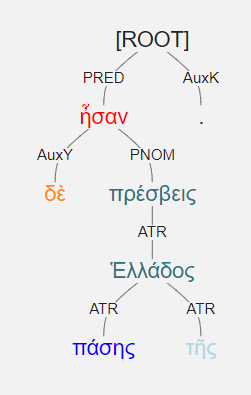 [ROOT]
PRED AuxK
ἦσαν .
AuxY PNOM
δὲ πρέσβεις
ATR
Ἑλλάδος
ATR ATR
πάσης τῆς